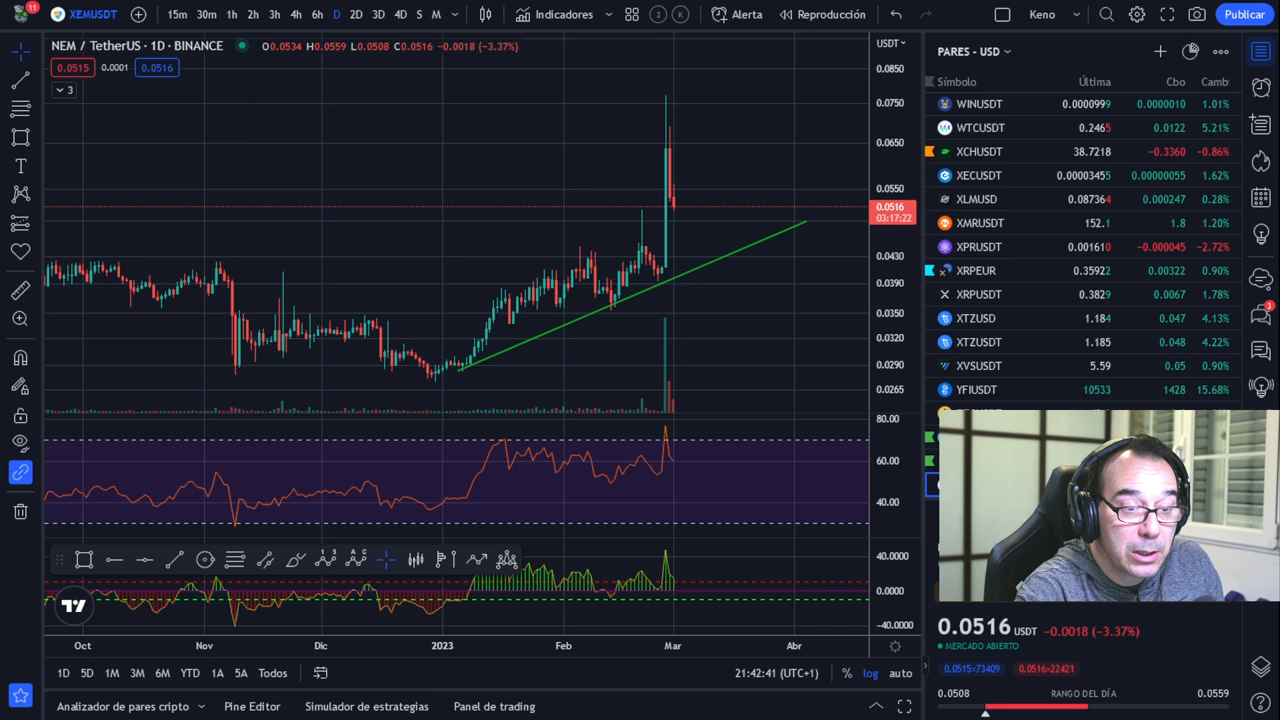 11
XEMUSDT 15m 30m 1h 2h 3h 4h 6h D 2D 3D 4D S M Indicadores 2 K Alerta Reproducción Keno Publicar
NEM / TetherUS · 1D · BINANCE O0.0534 H0.0559 L0.0508 C0.0516 -0.0018 (-3.37%)
0.0515 0.0001 0.0516
3
USDT
0.0850
0.0750
0.0650
0.0550
0.0516
03:17:22
0.0430
0.0390
0.0350
0.0320
0.0290
0.0265
80.00
60.00
40.00
40.0000
0.0000
-40.0000
Oct Nov Dic 2023 Feb Mar Abr
1D 5D 1M 3M 6M YTD 1A 5A Todos 21:42:41 (UTC+1) % log auto
Analizador de pares cripto Pine Editor Simulador de estrategias Panel de trading
PARES - USD
Símbolo Última Cbo Camb
WINUSDT 0.0000999 0.0000010 1.01%
WTCUSDT 0.2465 0.0122 5.21%
XCHUSDT 38.7218 -0.3360 -0.86%
XECUSDT 0.00003455 0.00000055 1.62%
XLMUSD 0.087364 0.000247 0.28%
XMRUSDT 152.1 1.8 1.20%
XPRUSDT 0.001610 -0.000045 -2.72%
XRPEUR 0.35922 0.00322 0.90%
XRPUSDT 0.3829 0.0067 1.78%
XTZUSD 1.184 0.047 4.13%
XTZUSDT 1.185 0.048 4.22%
XVSUSDT 5.59 0.05 0.90%
YFIUSDT 10533 1428 15.68%
3
0.0516 USDT -0.0018 (-3.37%)
MERCADO ABIERTO
0.0515×73409 0.0516×22421
0.0508 RANGO DEL DÍA 0.0559